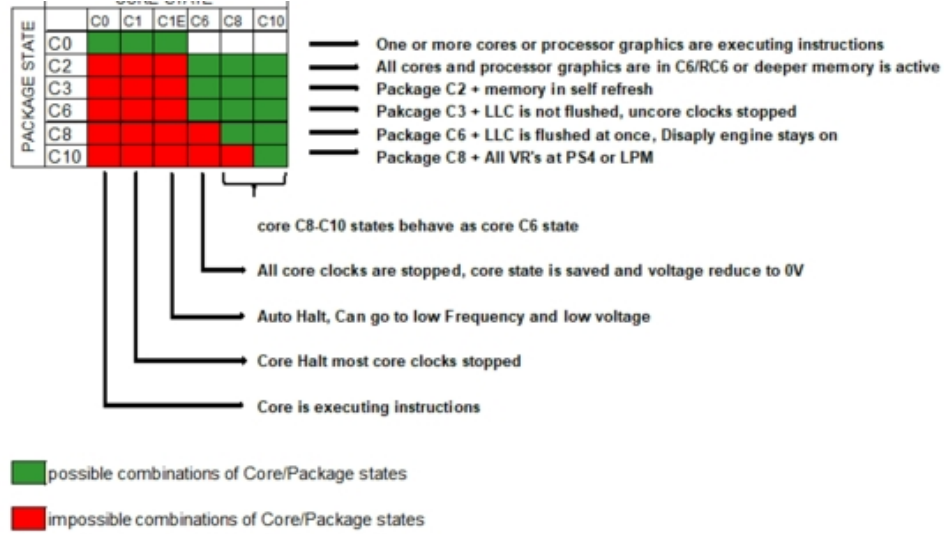 CORE STATE
C0 C1 C1E C6 C8 C10
PACKAGE STATE
C0 One or more cores or processor graphics are executing instructions
C2 All cores and processor graphics are in C6/RC6 or deeper memory is active
C3 Package C2 + memory in self refresh
C6 Pakcage C3 + LLC is not flushed, uncore clocks stopped
C8 Package C6 + LLC is flushed at once, Disaply engine stays on
C10 Package C8 + All VR's at PS4 or LPM
core C8-C10 states behave as core C6 state
All core clocks are stopped, core state is saved and voltage reduce to 0V
Auto Halt, Can go to low Frequency and low voltage
Core Halt most core clocks stopped
Core is executing instructions
possible combinations of Core/Package states
impossible combinations of Core/Package states